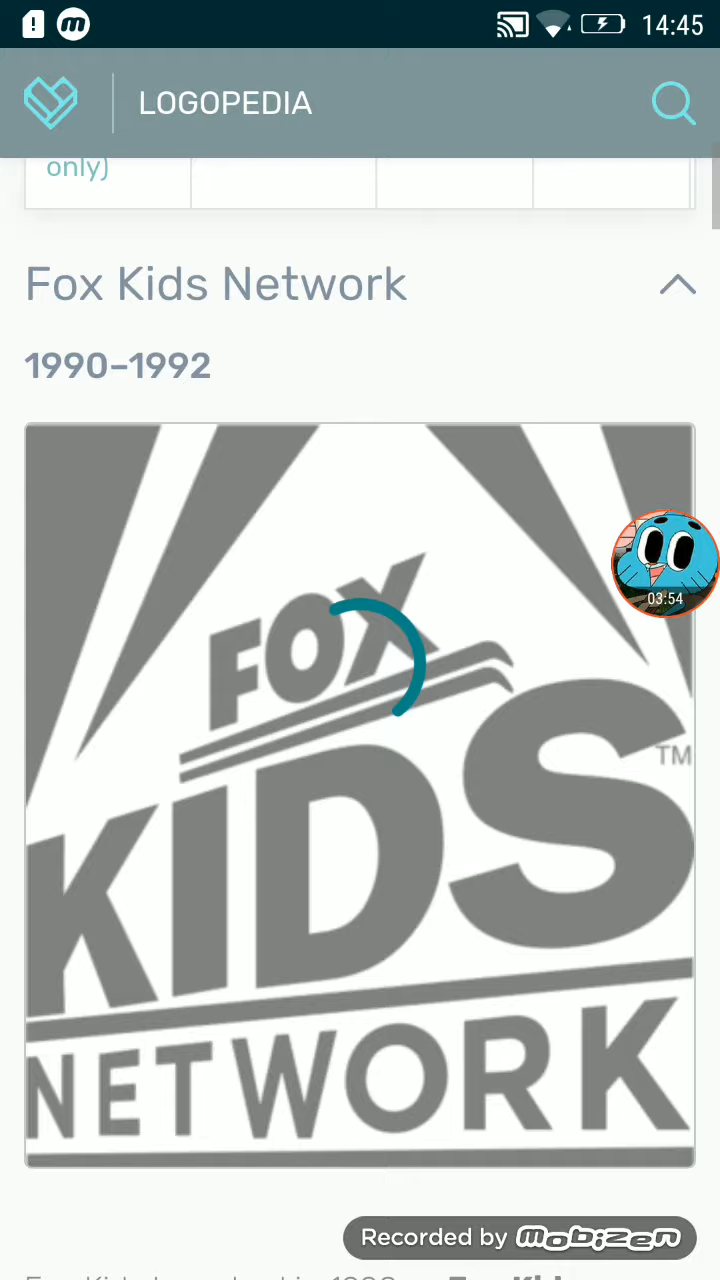 14:45
LOGOPEDIA
only)
Fox Kids Network
1990–1992
FOX
KIDS
TM
NETWORK
03:54
Recorded by mobizen